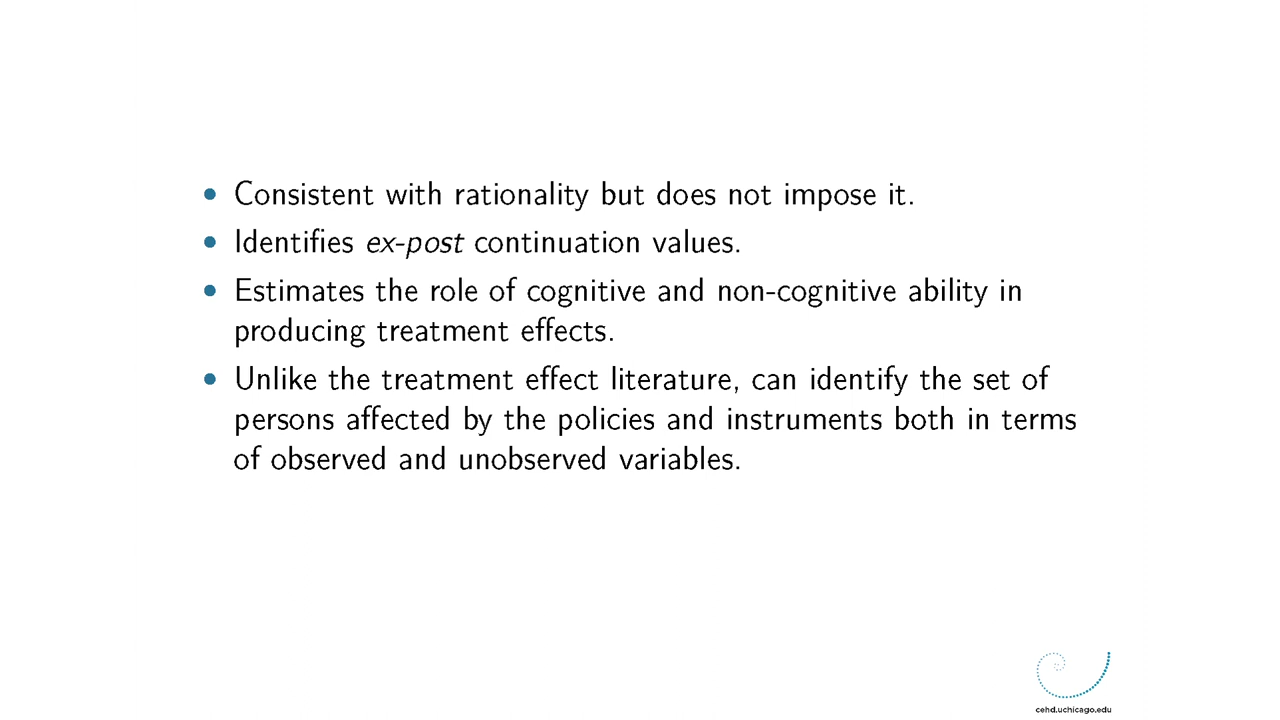 • Consistent with rationality but does not impose it.
• Identifies ex-post continuation values.
• Estimates the role of cognitive and non-cognitive ability in
producing treatment effects.
• Unlike the treatment effect literature, can identify the set of
persons affected by the policies and instruments both in terms
of observed and unobserved variables.
cehd.uchicago.edu